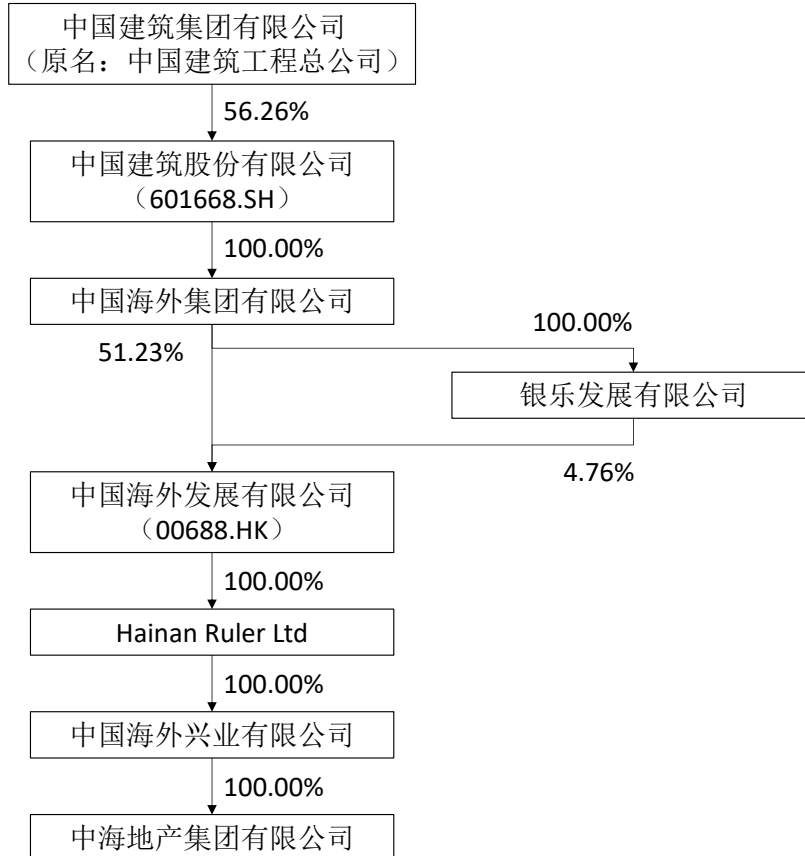 中国建筑集团有限公司
（原名：中国建筑工程总公司）
56.26%
中国建筑股份有限公司
（601668.SH）
100.00%
中国海外集团有限公司
100.00%
51.23%
银乐发展有限公司
4.76%
中国海外发展有限公司
（00688.HK）
100.00%
Hainan Ruler Ltd
100.00%
中国海外兴业有限公司
100.00%
中海地产集团有限公司